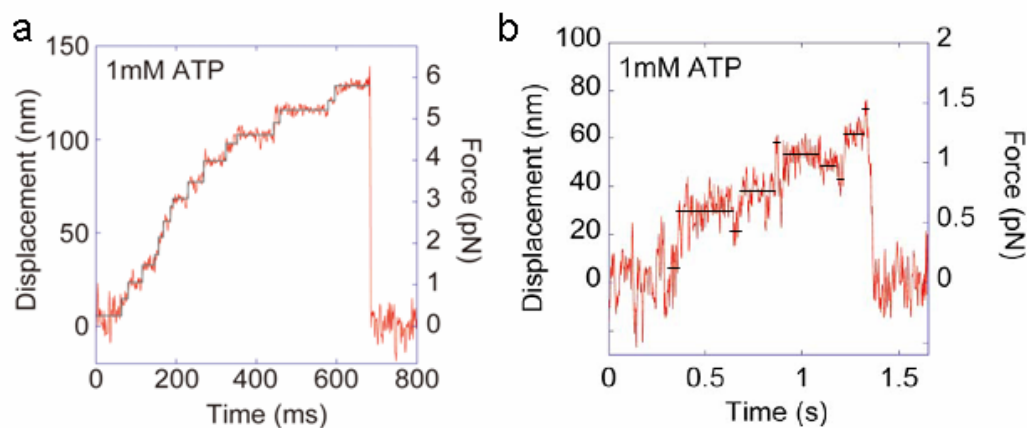 a
1mM ATP
Displacement (nm)
150
100
50
0
6
5
4
3
2
1
0
Force (pN)
0 200 400 600 800
Time (ms)
b
1mM ATP
Displacement (nm)
100
80
60
40
20
0
2
1.5
1
0.5
0
Force (pN)
0 0.5 1 1.5
Time (s)